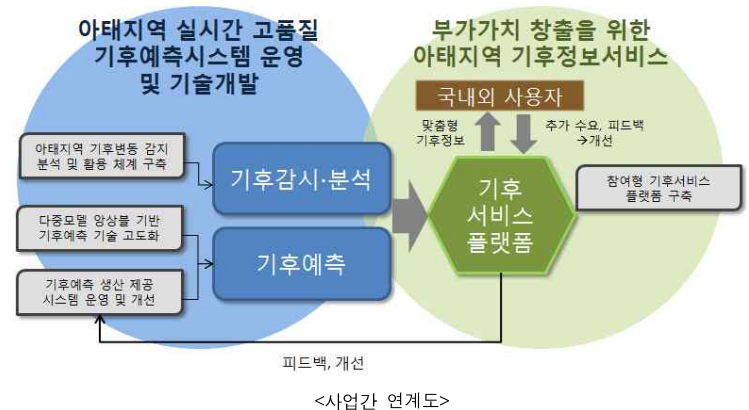 아태지역 실시간 고품질
기후예측시스템 운영
및 기술개발
부가가치 창출을 위한
아태지역 기후정보서비스
국내외 사용자
맞춤형
기후정보
추가 수요, 피드백
→개선
아태지역 기후변동 감지
분석 및 활용 체계 구축
기후감시·분석
다중모델 앙상블 기반
기후예측 기술 고도화
기후예측
기후예측 생산 제공
시스템 운영 및 개선
기후
서비스
플랫폼
참여형 기후서비스
플랫폼 구축
피드백, 개선
<사업간 연계도>